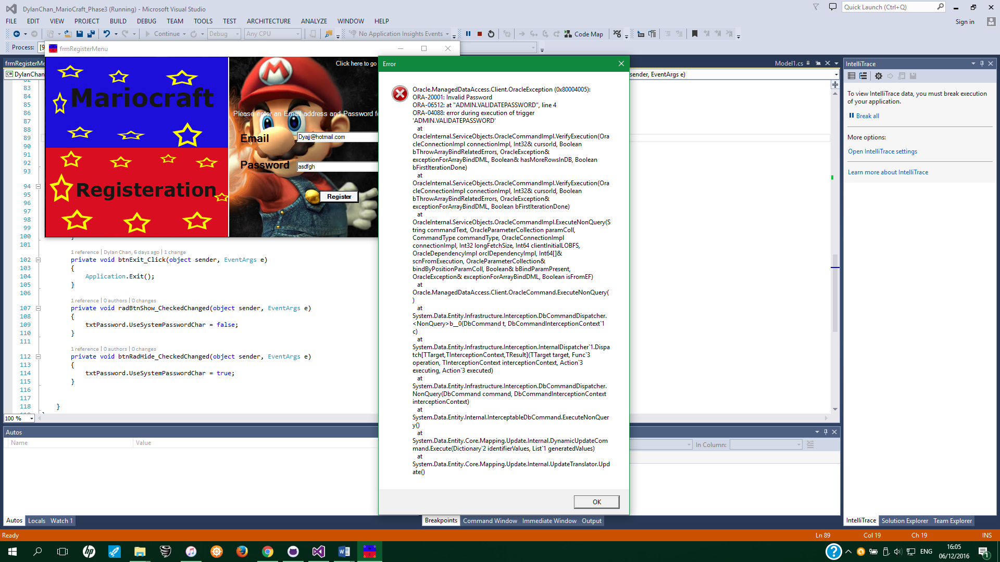 DylanChan_MarioCraft_Phase3 (Running) - Microsoft Visual Studio
Quick Launch (Ctrl+Q)
FILE EDIT VIEW PROJECT BUILD DEBUG TEAM TOOLS TEST ARCHITECTURE ANALYZE WINDOW HELP
Sign in
Continue Debug Any CPU No Application Insights Events Code Map
Process: [9
frmRegisterMenu
frmRegisterMe
Model1.cs
DylanChan
sender, EventArgs e)
Click here to go
Mariocraft
Registeration
Please enter an Email address and Password fo
Email Dyajj@hotmail.com
Password asdfgh
Register
Error
Oracle.ManagedDataAccess.Client.OracleException (0x80004005):
ORA-20001: Invalid Password
ORA-06512: at "ADMIN.VALIDATEPASSWORD", line 4
ORA-04088: error during execution of trigger
'ADMIN.VALIDATEPASSWORD'
at
OracleInternal.ServiceObjects.OracleCommandImpl.VerifyExecution(Ora
cleConnectionImpl connectionImpl, Int32& cursorId, Boolean
bThrowArrayBindRelatedErrors, OracleException&
exceptionForArrayBindDML, Boolean& hasMoreRowsInDB, Boolean
bFirstIterationDone)
at
OracleInternal.ServiceObjects.OracleCommandImpl.VerifyExecution(Ora
cleConnectionImpl connectionImpl, Int32& cursorId, Boolean
bThrowArrayBindRelatedErrors, OracleException&
exceptionForArrayBindDML, Boolean bFirstIterationDone)
at
OracleInternal.ServiceObjects.OracleCommandImpl.ExecuteNonQuery(S
tring commandText, OracleParameterCollection paramColl,
CommandType commandType, OracleConnectionImpl
connectionImpl, Int32 longFetchSize, Int64 clientInitialLOBFS,
OracleDependencyImpl orclDependencyImpl, Int64[]&
scnFromExecution, OracleParameterCollection&
bindByPositionParamColl, Boolean& bBindParamPresent,
OracleException& exceptionForArrayBindDML, Boolean isFromEF)
at
Oracle.ManagedDataAccess.Client.OracleCommand.ExecuteNonQuery(
)
at
System.Data.Entity.Infrastructure.Interception.DbCommandDispatcher.
<NonQuery>b__0(DbCommand t, DbCommandInterceptionContext`1
c)
at
System.Data.Entity.Infrastructure.Interception.InternalDispatcher`1.Dispa
tch[TTarget,TInterceptionContext,TResult](TTarget target, Func`3
operation, TInterceptionContext interceptionContext, Action`3
executing, Action`3 executed)
at
System.Data.Entity.Infrastructure.Interception.DbCommandDispatcher.
NonQuery(DbCommand command, DbCommandInterceptionContext
interceptionContext)
at
System.Data.Entity.Internal.InterceptableDbCommand.ExecuteNonQuer
y()
at
System.Data.Entity.Core.Mapping.Update.Internal.DynamicUpdateCom
mand.Execute(Dictionary`2 identifierValues, List`1 generatedValues)
at
System.Data.Entity.Core.Mapping.Update.Internal.UpdateTranslator.Upd
ate()
OK
83
84
85
86
87
88
89
90
91
92
93
94
95
96
97
98
99
100 }
101
1 reference | Dylan Chan, 6 days ago | 1 change
102 private void btnExit_Click(object sender, EventArgs e)
103 {
104 Application.Exit();
105 }
106
1 reference | 0 authors | 0 changes
107 private void radBtnShow_CheckedChanged(object sender, EventArgs e)
108 {
109 txtPassword.UseSystemPasswordChar = false;
110 }
111
1 reference | 0 authors | 0 changes
112 private void btnRadHide_CheckedChanged(object sender, EventArgs e)
113 {
114 txtPassword.UseSystemPasswordChar = true;
115 }
116
117
118 }
100 %
IntelliTrace
To view IntelliTrace data, you must break execution
of your application.
Break all
More options:
Open IntelliTrace settings
Learn more about IntelliTrace
Autos
Name Value
In Column:
Autos Locals Watch 1
Breakpoints Command Window Immediate Window Output
IntelliTrace Solution Explorer Team Explorer
Ready Ln 89 Col 19 Ch 19 INS
ENG
16:05
06/12/2016
1